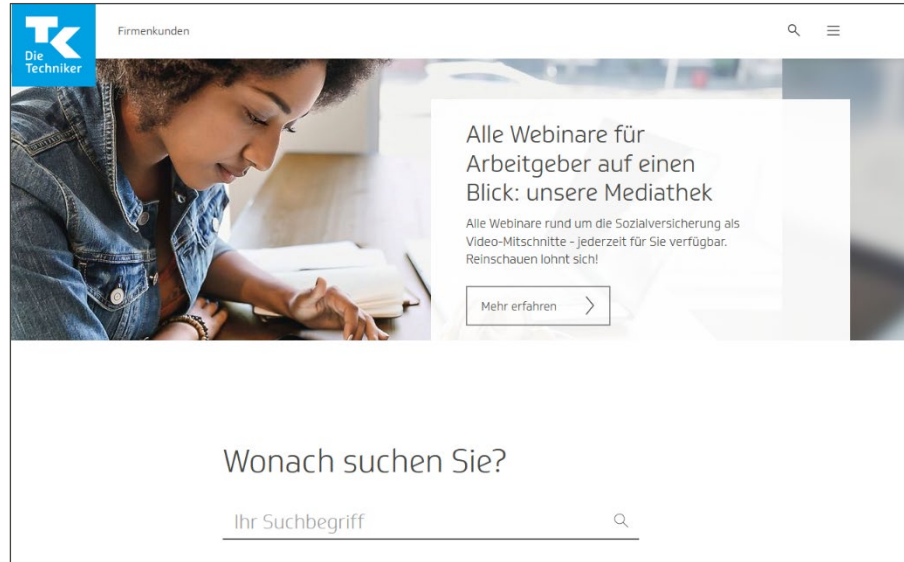 TK
Die
Techniker
Firmenkunden
Alle Webinare für
Arbeitgeber auf einen
Blick: unsere Mediathek
Alle Webinare rund um die Sozialversicherung als
Video-Mitschnitte - jederzeit für Sie verfügbar.
Reinschauen lohnt sich!
Mehr erfahren
Wonach suchen Sie?
Ihr Suchbegriff